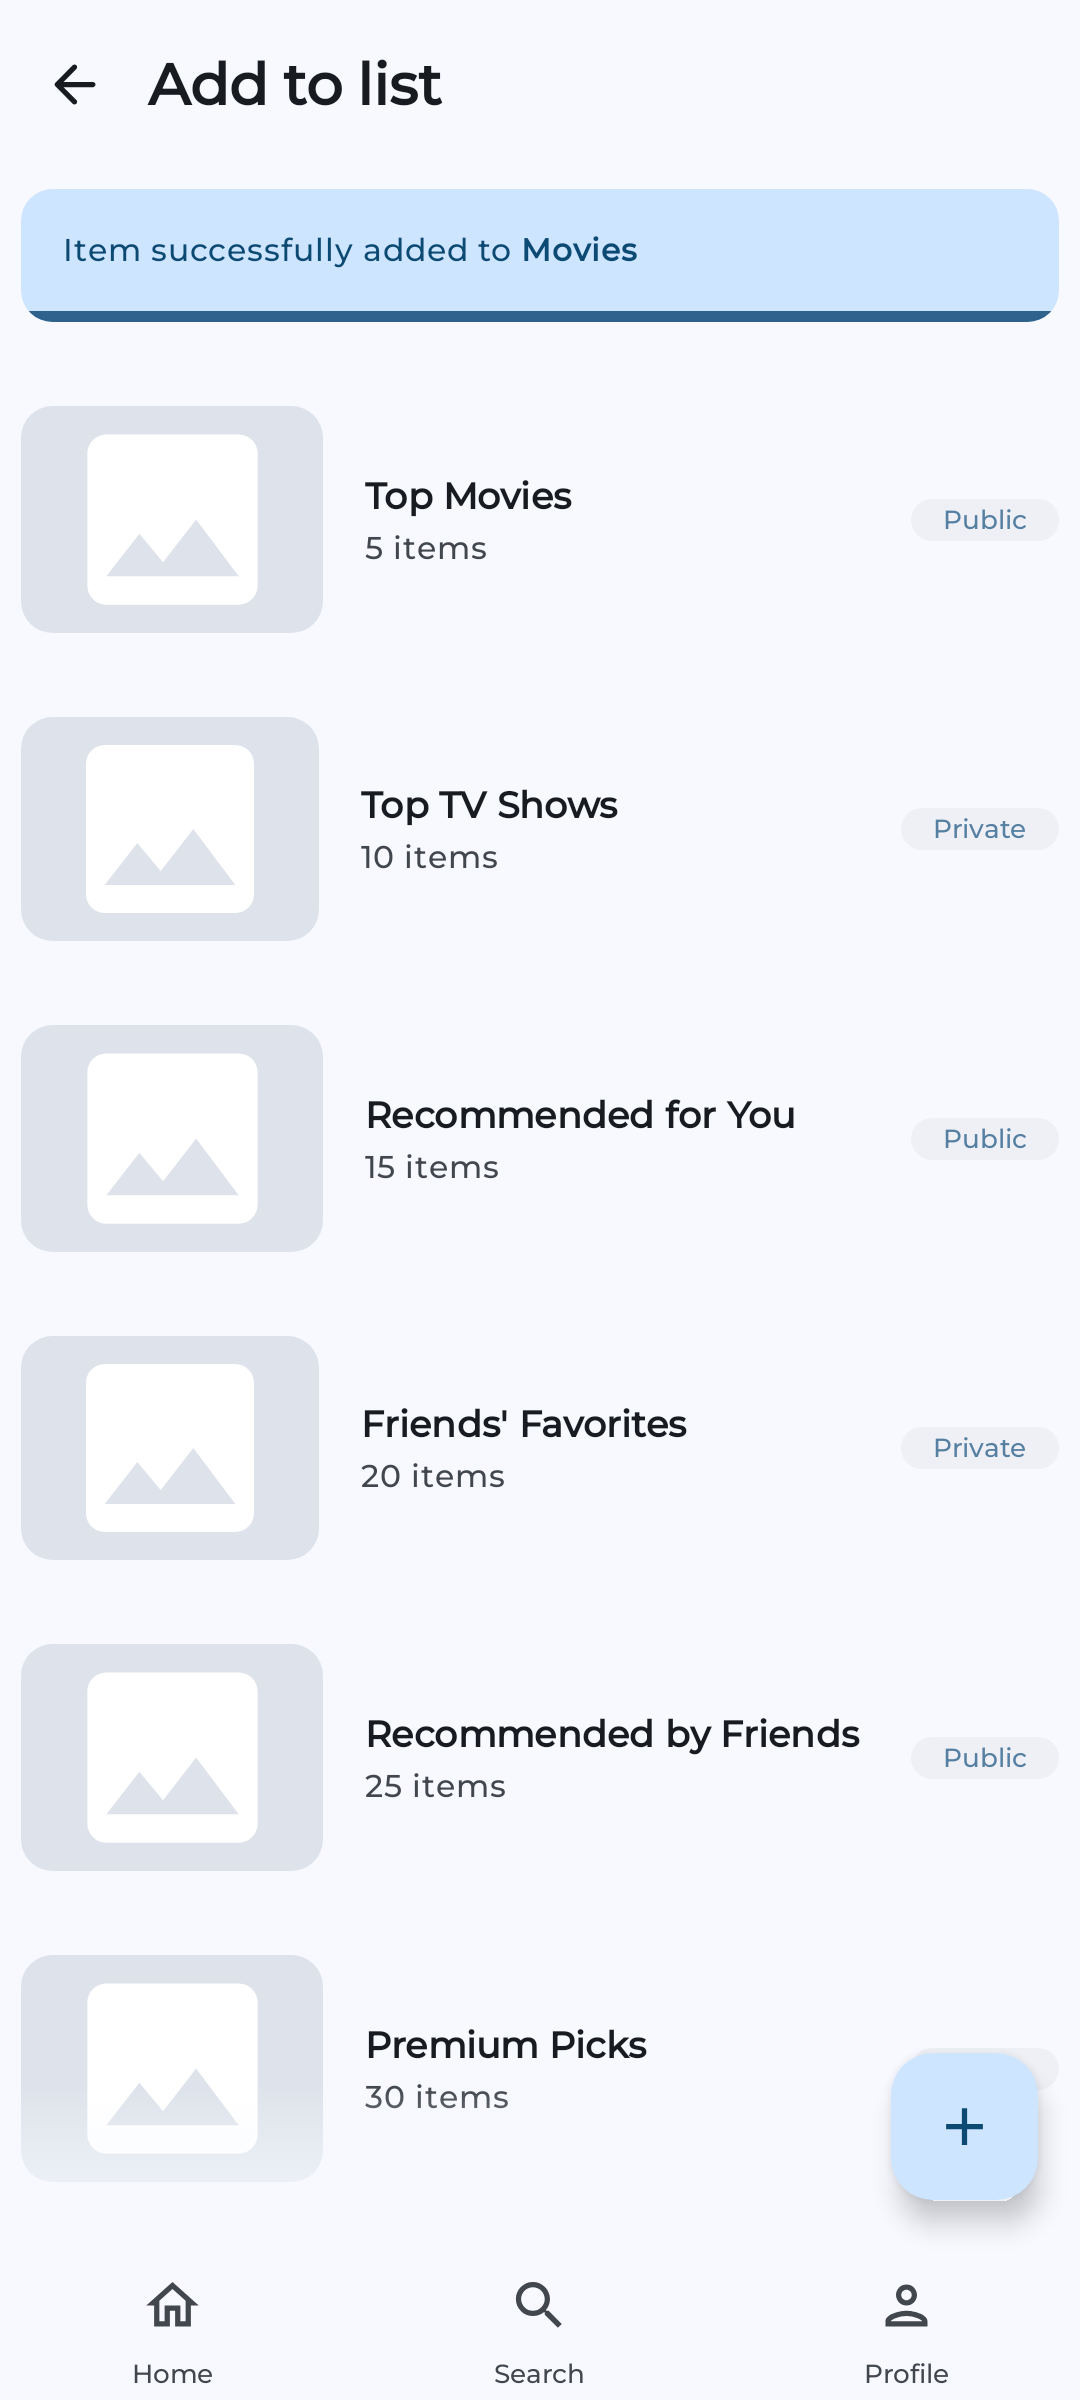 Add to list
Item successfully added to Movies
Top Movies
5 items
Public
Top TV Shows
10 items
Private
Recommended for You
15 items
Public
Friends' Favorites
20 items
Private
Recommended by Friends
25 items
Public
Premium Picks
30 items
Home
Search
Profile